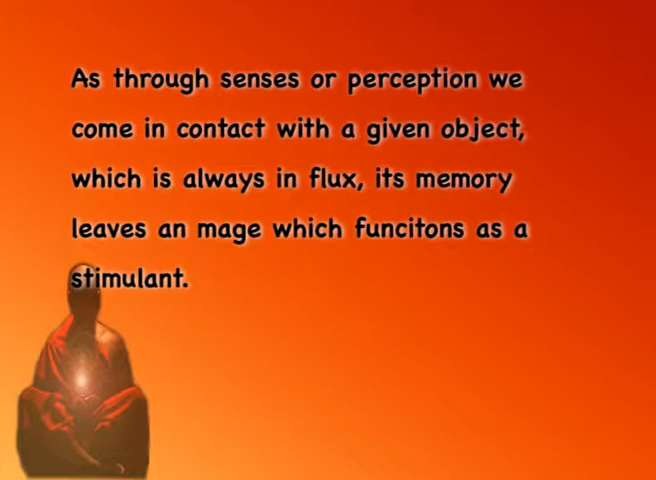 As through senses or perception we
come in contact with a given object,
which is always in flux, its memory
leaves an mage which funcitons as a
stimulant.